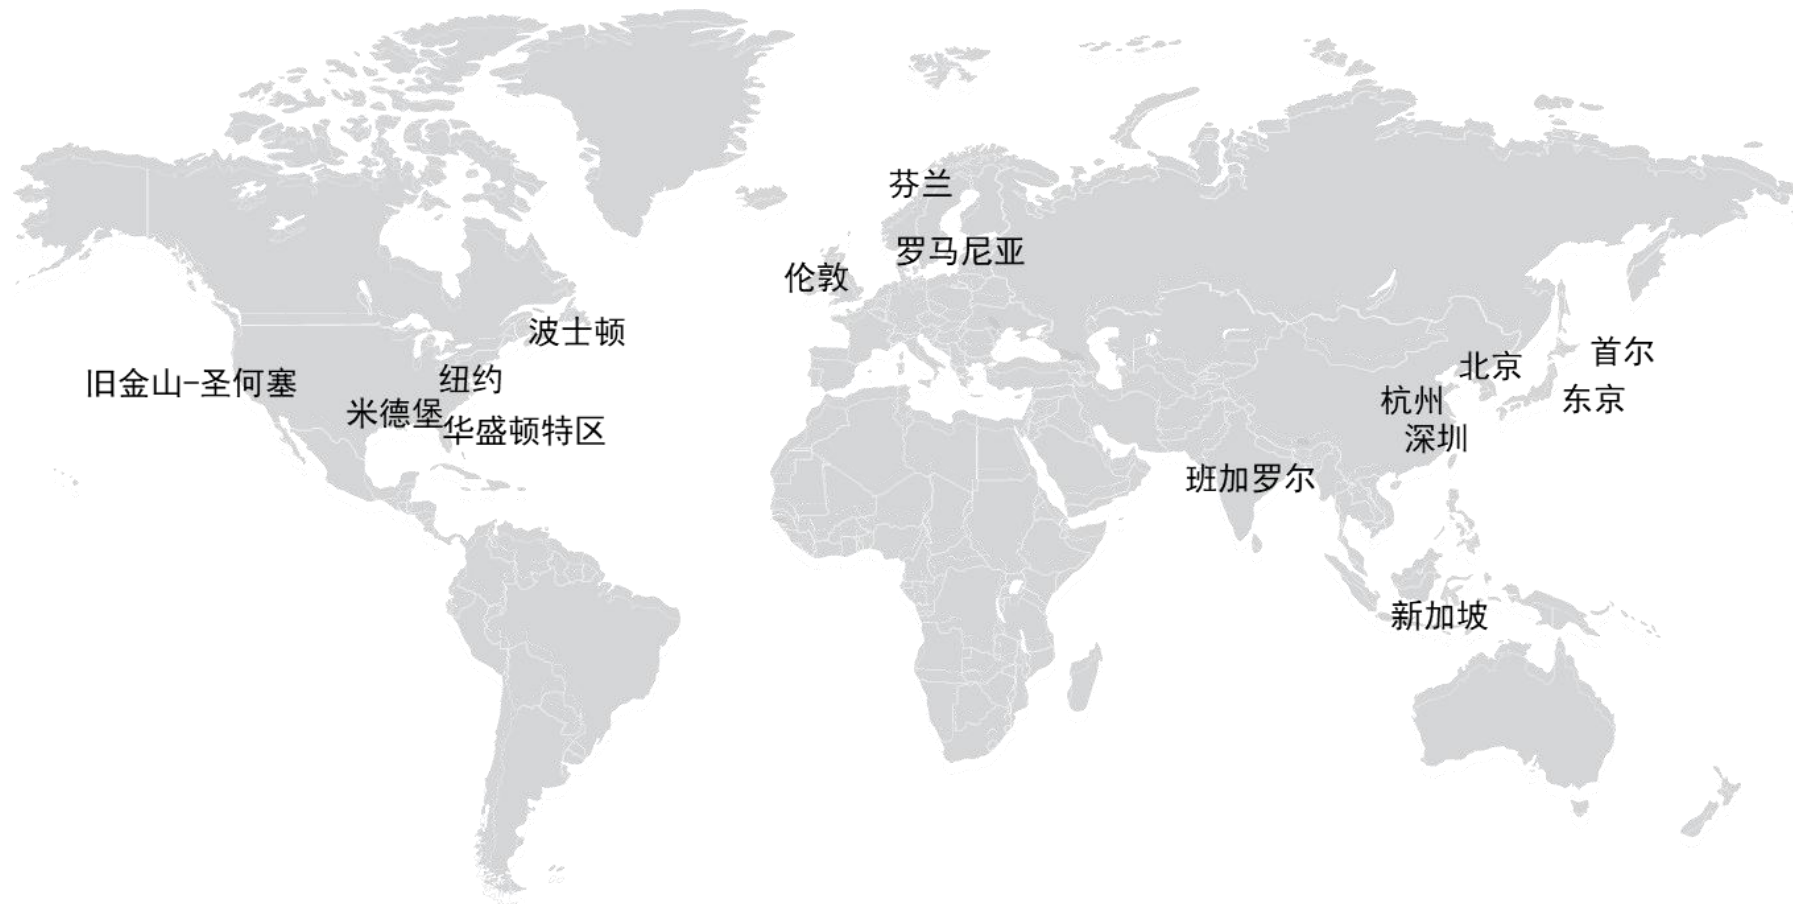 芬兰
罗马尼亚
伦敦
波士顿
旧金山-圣何塞
纽约
米德堡
华盛顿特区
首尔
北京
杭州
东京
深圳
班加罗尔
新加坡